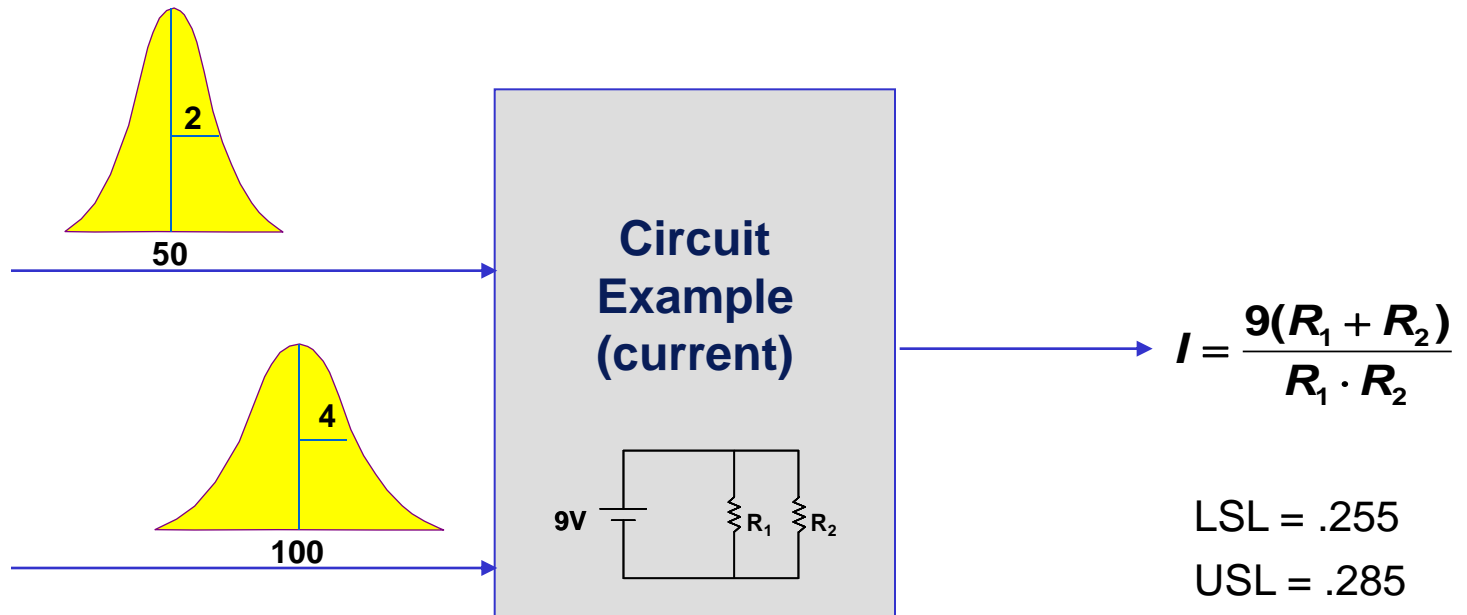 2
50
4
100
Circuit
Example
(current)
9V
R₁
R₂
I = 9(R₁ + R₂) / R₁ · R₂
LSL = .255
USL = .285